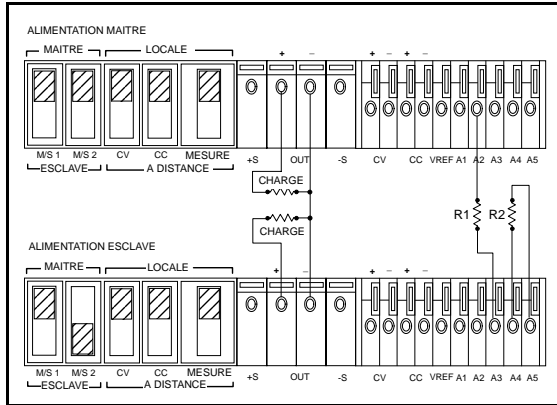 ALIMENTATION MAITRE
MAITRE LOCALE
+ − + − + −
M/S 1 M/S 2 CV CC MESURE +S OUT -S CV CC VREF A1 A2 A3 A4 A5
ESCLAVE A DISTANCE
CHARGE
R1 R2
CHARGE
ALIMENTATION ESCLAVE
MAITRE LOCALE
+ − + − + −
M/S 1 M/S 2 CV CC MESURE +S OUT -S CV CC VREF A1 A2 A3 A4 A5
ESCLAVE A DISTANCE